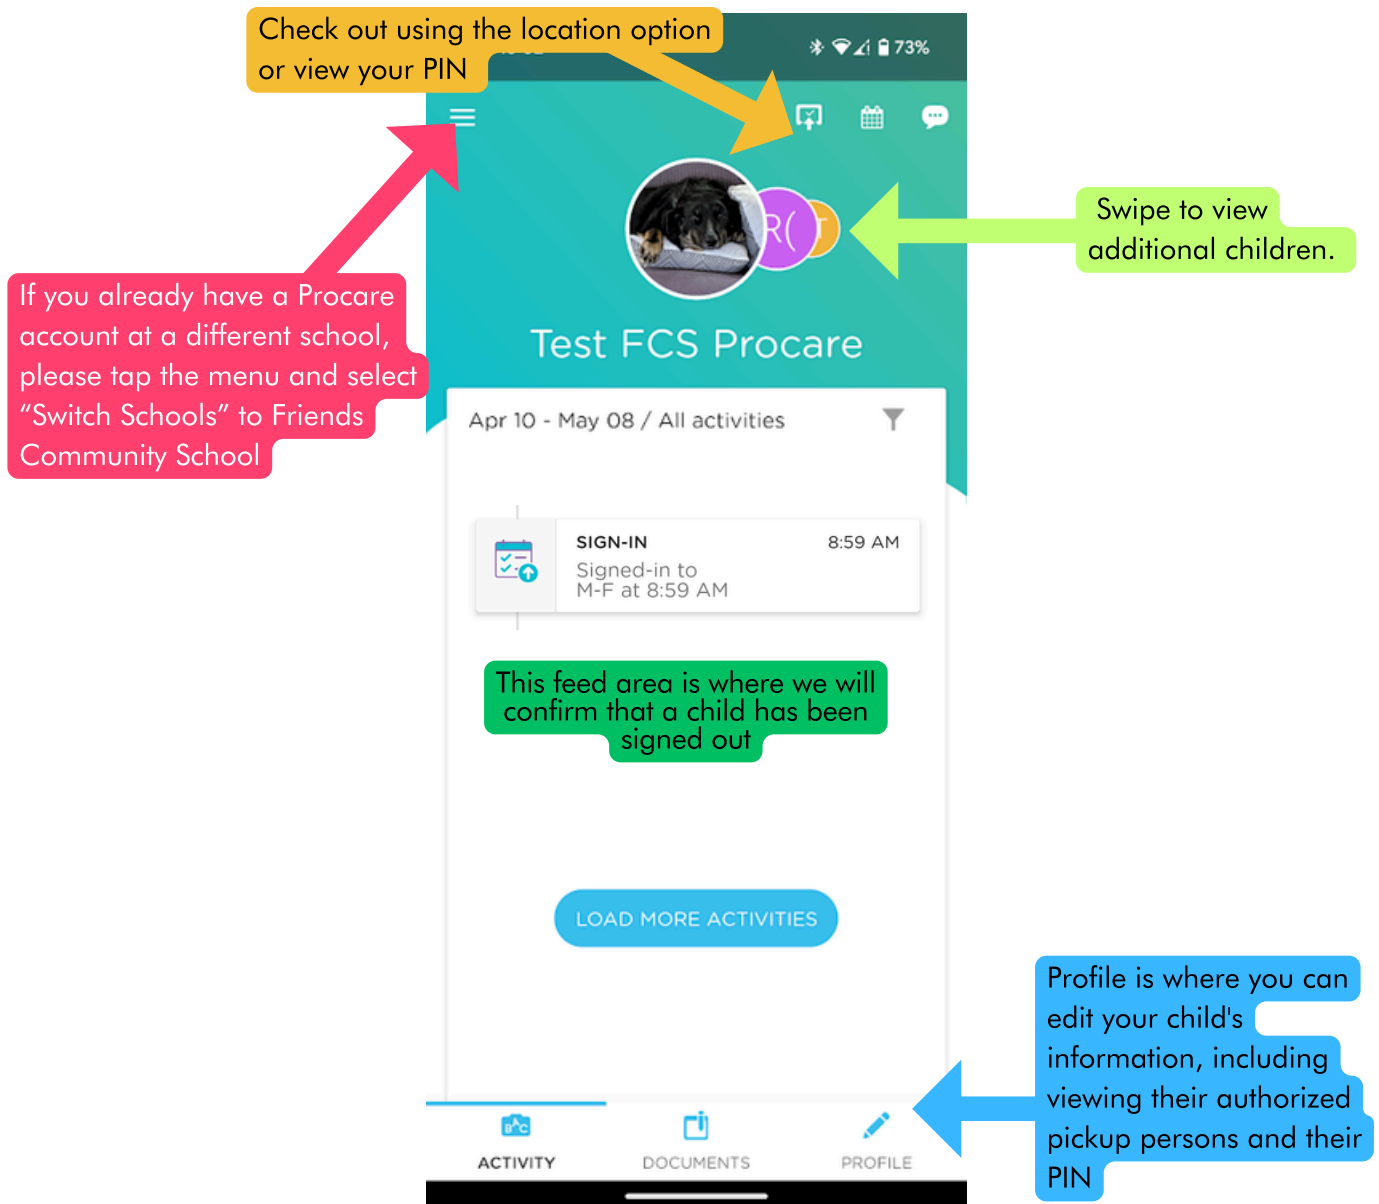 Check out using the location option
or view your PIN
73%
If you already have a Procare
account at a different school,
please tap the menu and select
“Switch Schools” to Friends
Community School
R(
T
Swipe to view
additional children.
Test FCS Procare
Apr 10 - May 08 / All activities
SIGN-IN 8:59 AM
Signed-in to
M-F at 8:59 AM
This feed area is where we will
confirm that a child has been
signed out
LOAD MORE ACTIVITIES
Profile is where you can
edit your child's
information, including
viewing their authorized
pickup persons and their
PIN
ABC
ACTIVITY DOCUMENTS PROFILE